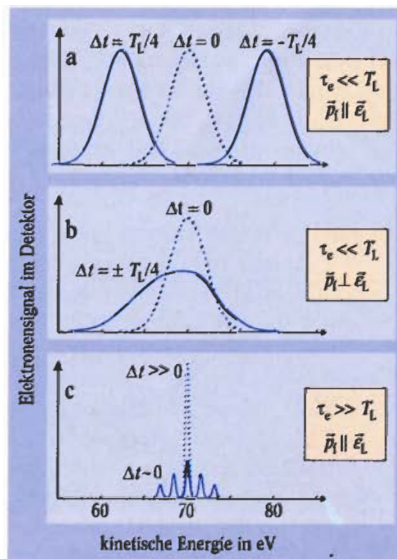 Elektronensignal im Detektor
a
Δt = T_L/4
Δt = 0
Δt = -T_L/4
τ_e << T_L
p⃗_f || ε⃗_L
b
Δt = 0
Δt = ± T_L/4
τ_e << T_L
p⃗_f ⊥ ε⃗_L
c
Δt >> 0
Δt ~ 0
τ_e >> T_L
p⃗_f || ε⃗_L
60 70 80
kinetische Energie in eV